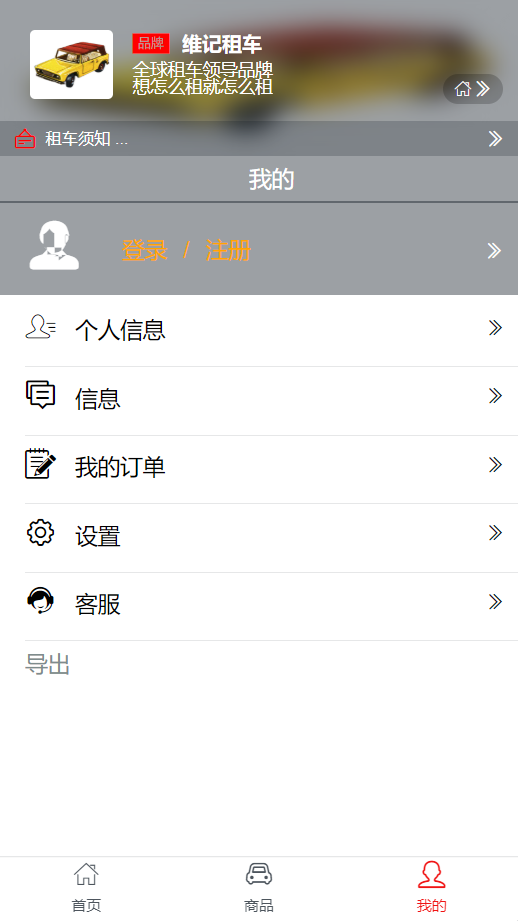 品牌 维记租车
全球租车领导品牌
想怎么租就怎么租
租车须知 ...
我的
登录 / 注册
个人信息
信息
我的订单
设置
客服
导出
首页 商品 我的